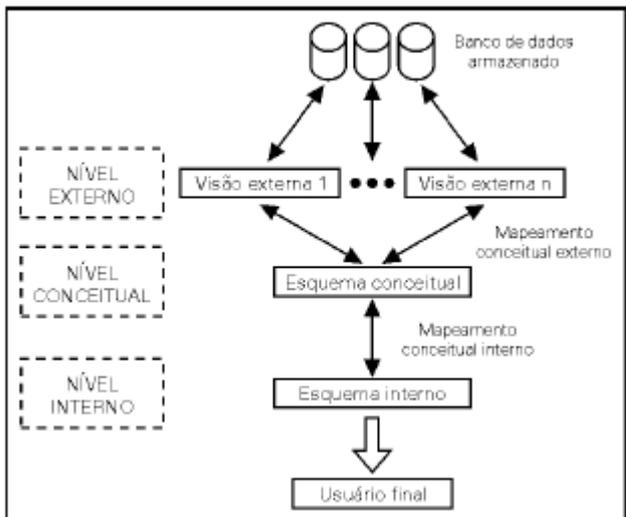 Banco de dados
armazenado
NÍVEL
EXTERNO
Visão externa 1
Visão externa n
Mapeamento
conceitual externo
NÍVEL
CONCEITUAL
Esquema conceitual
Mapeamento
conceitual interno
NÍVEL
INTERNO
Esquema interno
Usuário final